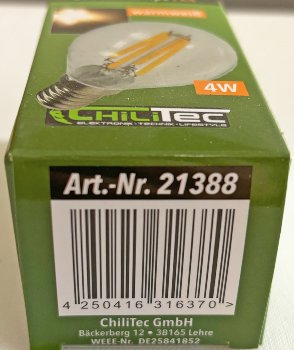 warmweiß
4W
CHiLiTEC
ELEKTRONIK - TECHNIK - LIFESTYLE
Art.-Nr. 21388
4 250416 316370 >
ChiliTec GmbH
Bäckerberg 12 • 38165 Lehre
WEEE-Nr. DE25841852